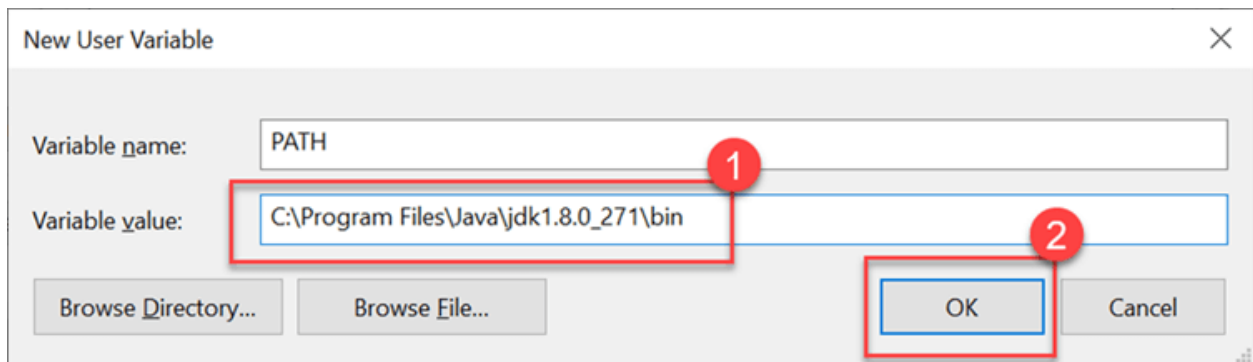 New User Variable
Variable name:
PATH
1
Variable value:
C:\Program Files\Java\jdk1.8.0_271\bin
2
Browse Directory...
Browse File...
OK
Cancel